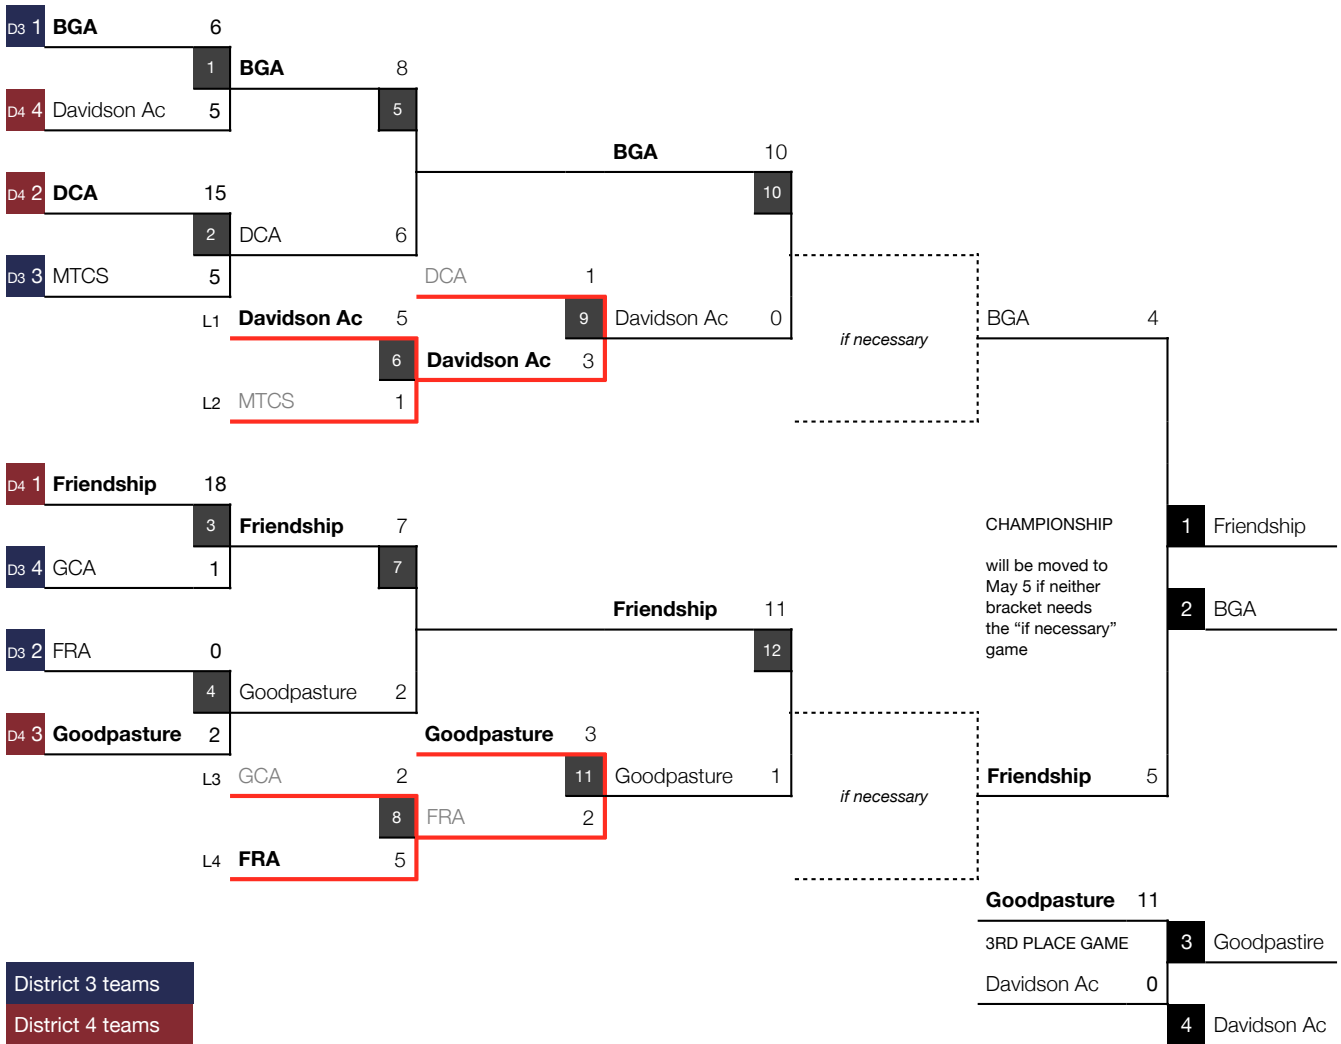 D3 1 BGA 6
1 BGA 8
D4 4 Davidson Ac 5
5
BGA 10
D4 2 DCA 15
10
2 DCA 6
D3 3 MTCS 5
DCA 1
L1 Davidson Ac 5
9 Davidson Ac 0
if necessary
BGA 4
6 Davidson Ac 3
L2 MTCS 1
D4 1 Friendship 18
3 Friendship 7
CHAMPIONSHIP
1 Friendship
D3 4 GCA 1
7
will be moved to
May 5 if neither
bracket needs
the “if necessary”
game
Friendship 11
2 BGA
D3 2 FRA 0
12
4 Goodpasture 2
D4 3 Goodpasture 2
Goodpasture 3
L3 GCA 2
11 Goodpasture 1
if necessary
Friendship 5
8 FRA 2
L4 FRA 5
Goodpasture 11
3RD PLACE GAME
3 Goodpastire
District 3 teams
Davidson Ac 0
District 4 teams
4 Davidson Ac